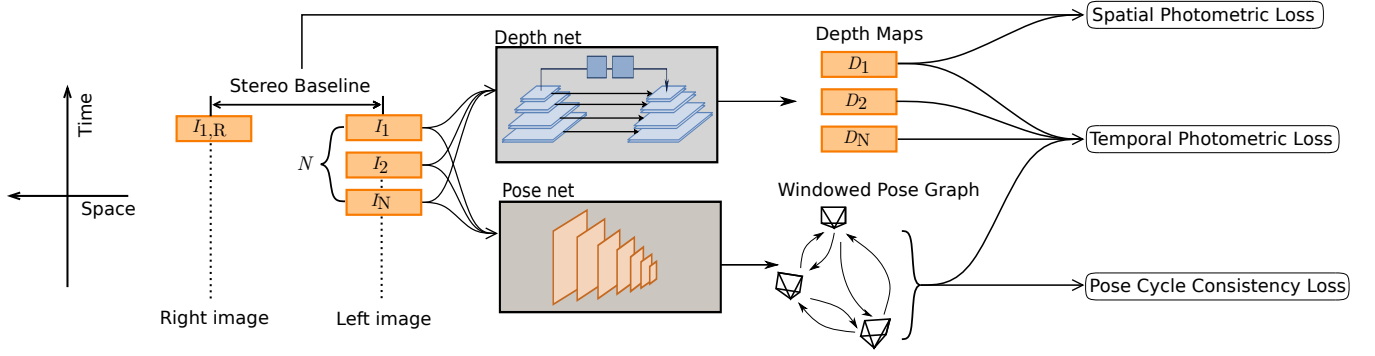 Spatial Photometric Loss
Depth net
Depth Maps
Stereo Baseline
Time
I1,R
I1
I2
IN
N
D1
D2
DN
Temporal Photometric Loss
Space
Pose net
Windowed Pose Graph
Pose Cycle Consistency Loss
Right image
Left image